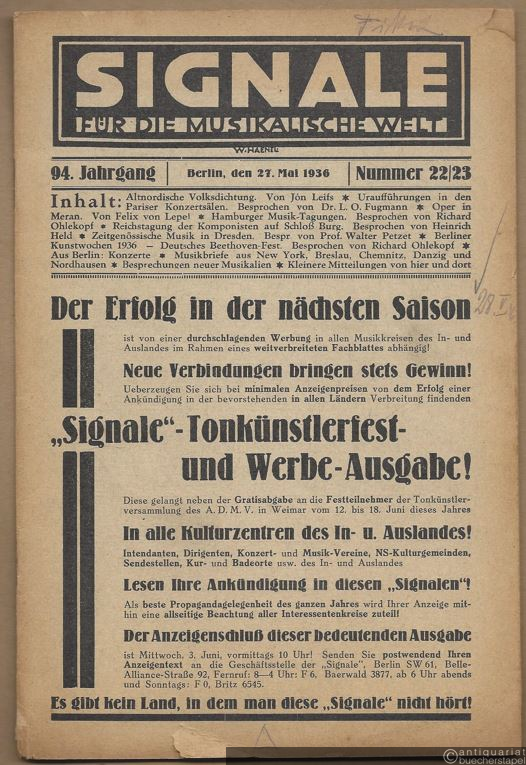 SIGNALE
FÜR DIE MUSIKALISCHE WELT
W. HAENTL
94. Jahrgang | Berlin, den 27. Mai 1936 | Nummer 22|23
Inhalt: Altnordische Volksdichtung. Von Jón Leifs ✱ Uraufführungen in den
Pariser Konzertsälen. Besprochen von Dr. L. O. Fugmann ✱ Oper in
Meran. Von Felix von Lepel ✱ Hamburger Musik-Tagungen. Besprochen von Richard
Ohlekopf ✱ Reichstagung der Komponisten auf Schloß Burg. Besprochen von Heinrich
Held ✱ Zeitgenössische Musik in Dresden. Bespr. von Prof. Walter Petzet ✱ Berliner
Kunstwochen 1936 – Deutsches Beethoven-Fest. Besprochen von Richard Ohlekopf ✱
Aus Berlin: Konzerte ✱ Musikbriefe aus New York, Breslau, Chemnitz, Danzig und
Nordhausen ✱ Besprechungen neuer Musikalien ✱ Kleinere Mitteilungen von hier und dort
Der Erfolg in der nächsten Saison
ist von einer durchschlagenden Werbung in allen Musikkreisen des In- und
Auslandes im Rahmen eines weitverbreiteten Fachblattes abhängig!
Neue Verbindungen bringen stets Gewinn!
Ueberzeugen Sie sich bei minimalen Anzeigenpreisen von dem Erfolg einer
Ankündigung in der bevorstehenden in allen Ländern Verbreitung findenden
„Signale“-Tonkünstlerfest-
und Werbe-Ausgabe!
Diese gelangt neben der Gratisabgabe an die Festteilnehmer der Tonkünstler-
versammlung des A. D. M. V. in Weimar vom 12. bis 18. Juni dieses Jahres
In alle Kulturzentren des In- u. Auslandes!
Intendanten, Dirigenten, Konzert- und Musik-Vereine, NS-Kulturgemeinden,
Sendestellen, Kur- und Badeorte usw. des In- und Auslandes
Lesen Ihre Ankündigung in diesen „Signalen“!
Als beste Propagandagelegenheit des ganzen Jahres wird Ihrer Anzeige mit-
hin eine allseitige Beachtung aller Interessentenkreise zuteil!
Der Anzeigenschluß dieser bedeutenden Ausgabe
ist Mittwoch, 3. Juni, vormittags 10 Uhr! Senden Sie postwendend Ihren
Anzeigentext an die Geschäftsstelle der „Signale“, Berlin SW 61, Belle-
Alliance-Straße 92, Fernruf: 8—4 Uhr: F 6, Baerwald 3877, ab 6 Uhr abends
und Sonntags: F 0, Britz 6545.
Es gibt kein Land, in dem man diese „Signale“ nicht hört!
antiquariat
buecherstapel